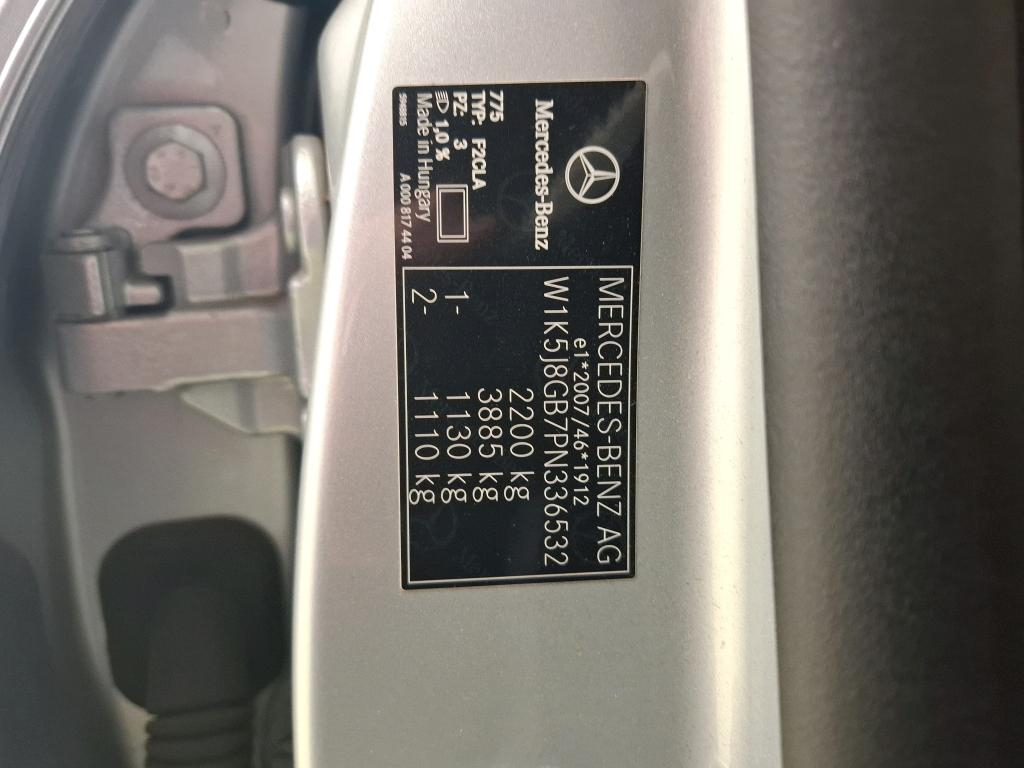 Mercedes-Benz
775
TYP: F2CLA
PZ: 3
1,0 %
Made in Hungary
A 000 817 44 04
MERCEDES-BENZ AG
e1*2007/46*1912
W1K5J8GB7PN336532
2200 kg
3885 kg
1- 1130 kg
2- 1110 kg